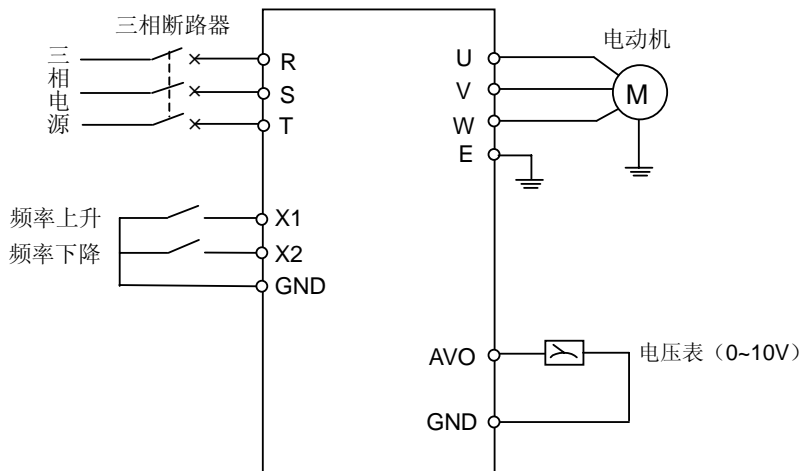 三相断路器
三相电源
R
S
T
频率上升
X1
频率下降
X2
GND
电动机
U
V
W
E
M
AVO
电压表（0~10V）
GND